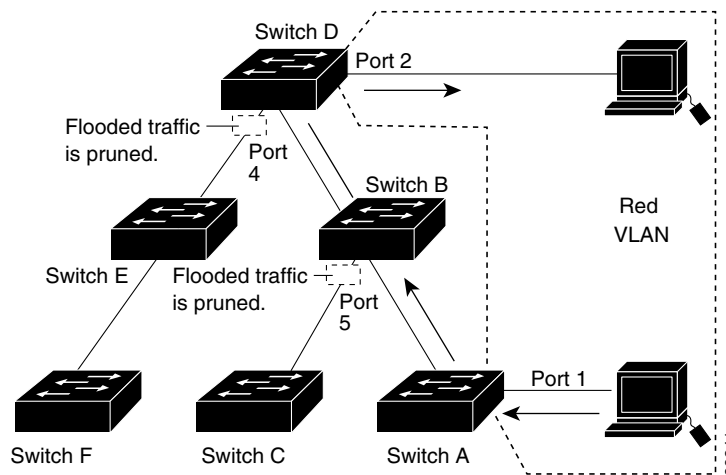 Switch D
Port 2
Flooded traffic
is pruned.
Port
4
Switch B
Red
VLAN
Switch E
Flooded traffic
is pruned.
Port
5
Port 1
Switch F
Switch C
Switch A